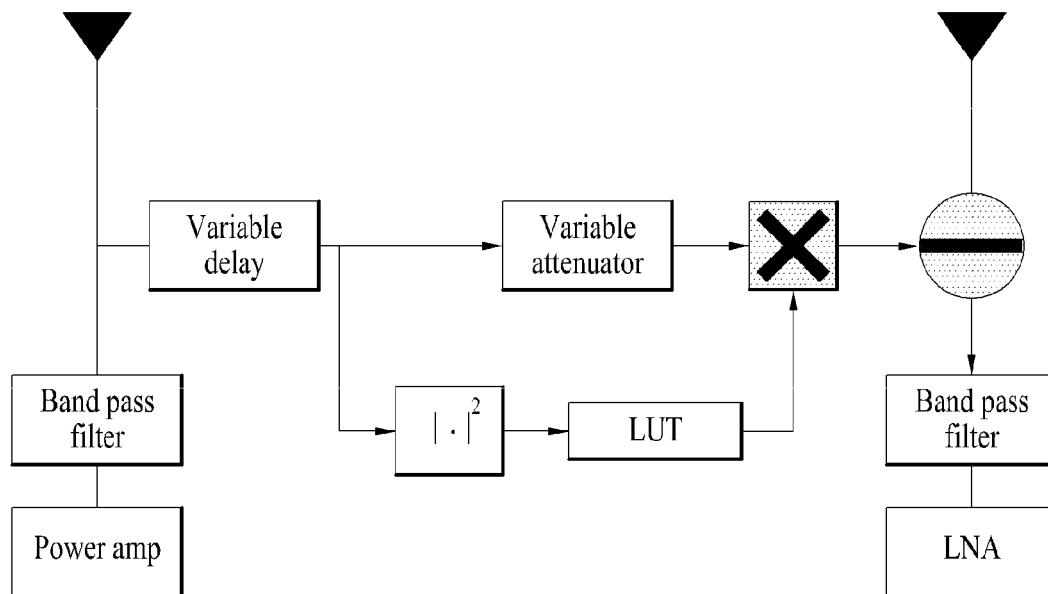 Variable
delay
Variable
attenuator
Band pass
filter
| · |²
LUT
Band pass
filter
Power amp
LNA